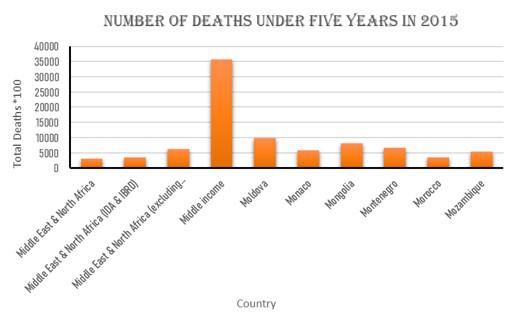 NUMBER OF DEATHS UNDER FIVE YEARS IN 2015
Total Deaths *100
40000
35000
30000
25000
20000
15000
10000
5000
0
Middle East & North Africa
Middle East & North Africa (IDA & IBRD)
Middle East & North Africa (excluding...
Middle income
Moldova
Monaco
Mongolia
Montenegro
Morocco
Mozambique
Country